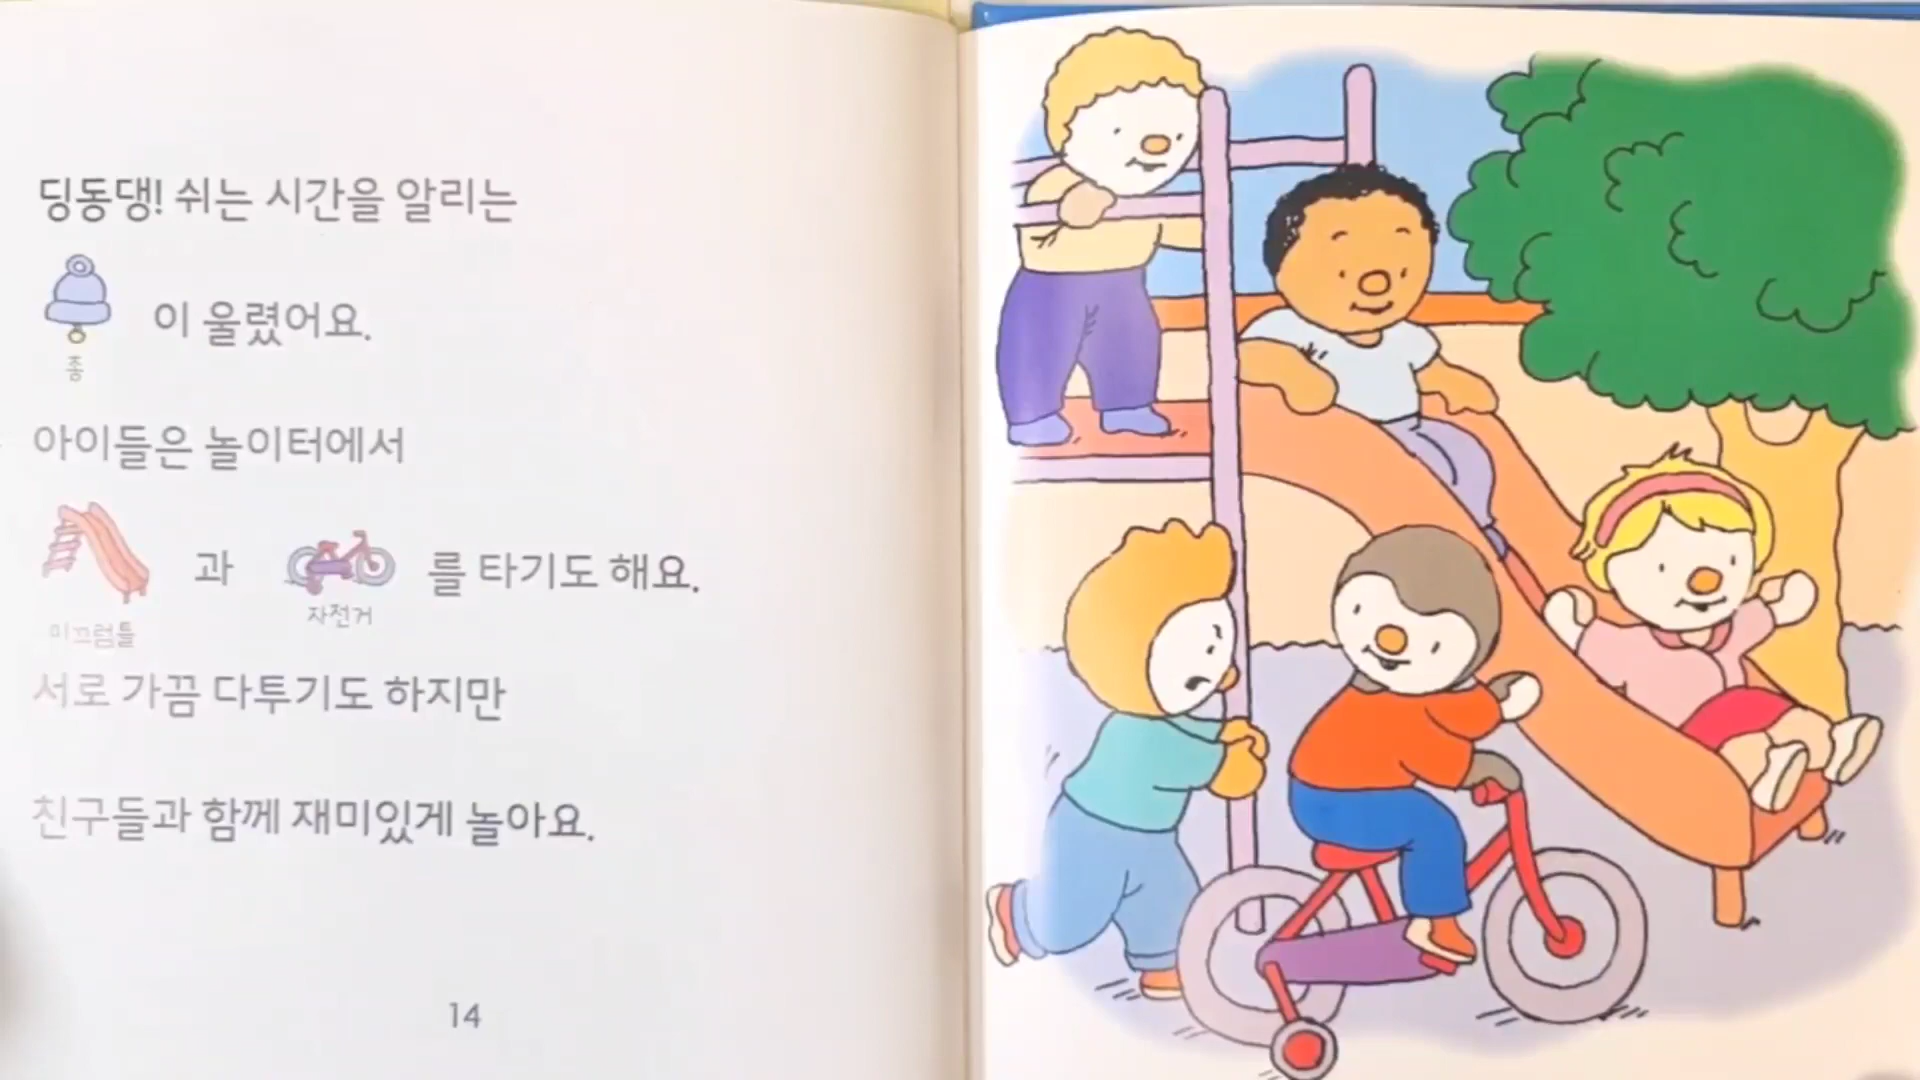 딩동댕! 쉬는 시간을 알리는
이 울렸어요.
종
아이들은 놀이터에서
과 를 타기도 해요.
미끄럼틀 자전거
서로 가끔 다투기도 하지만
친구들과 함께 재미있게 놀아요.
14